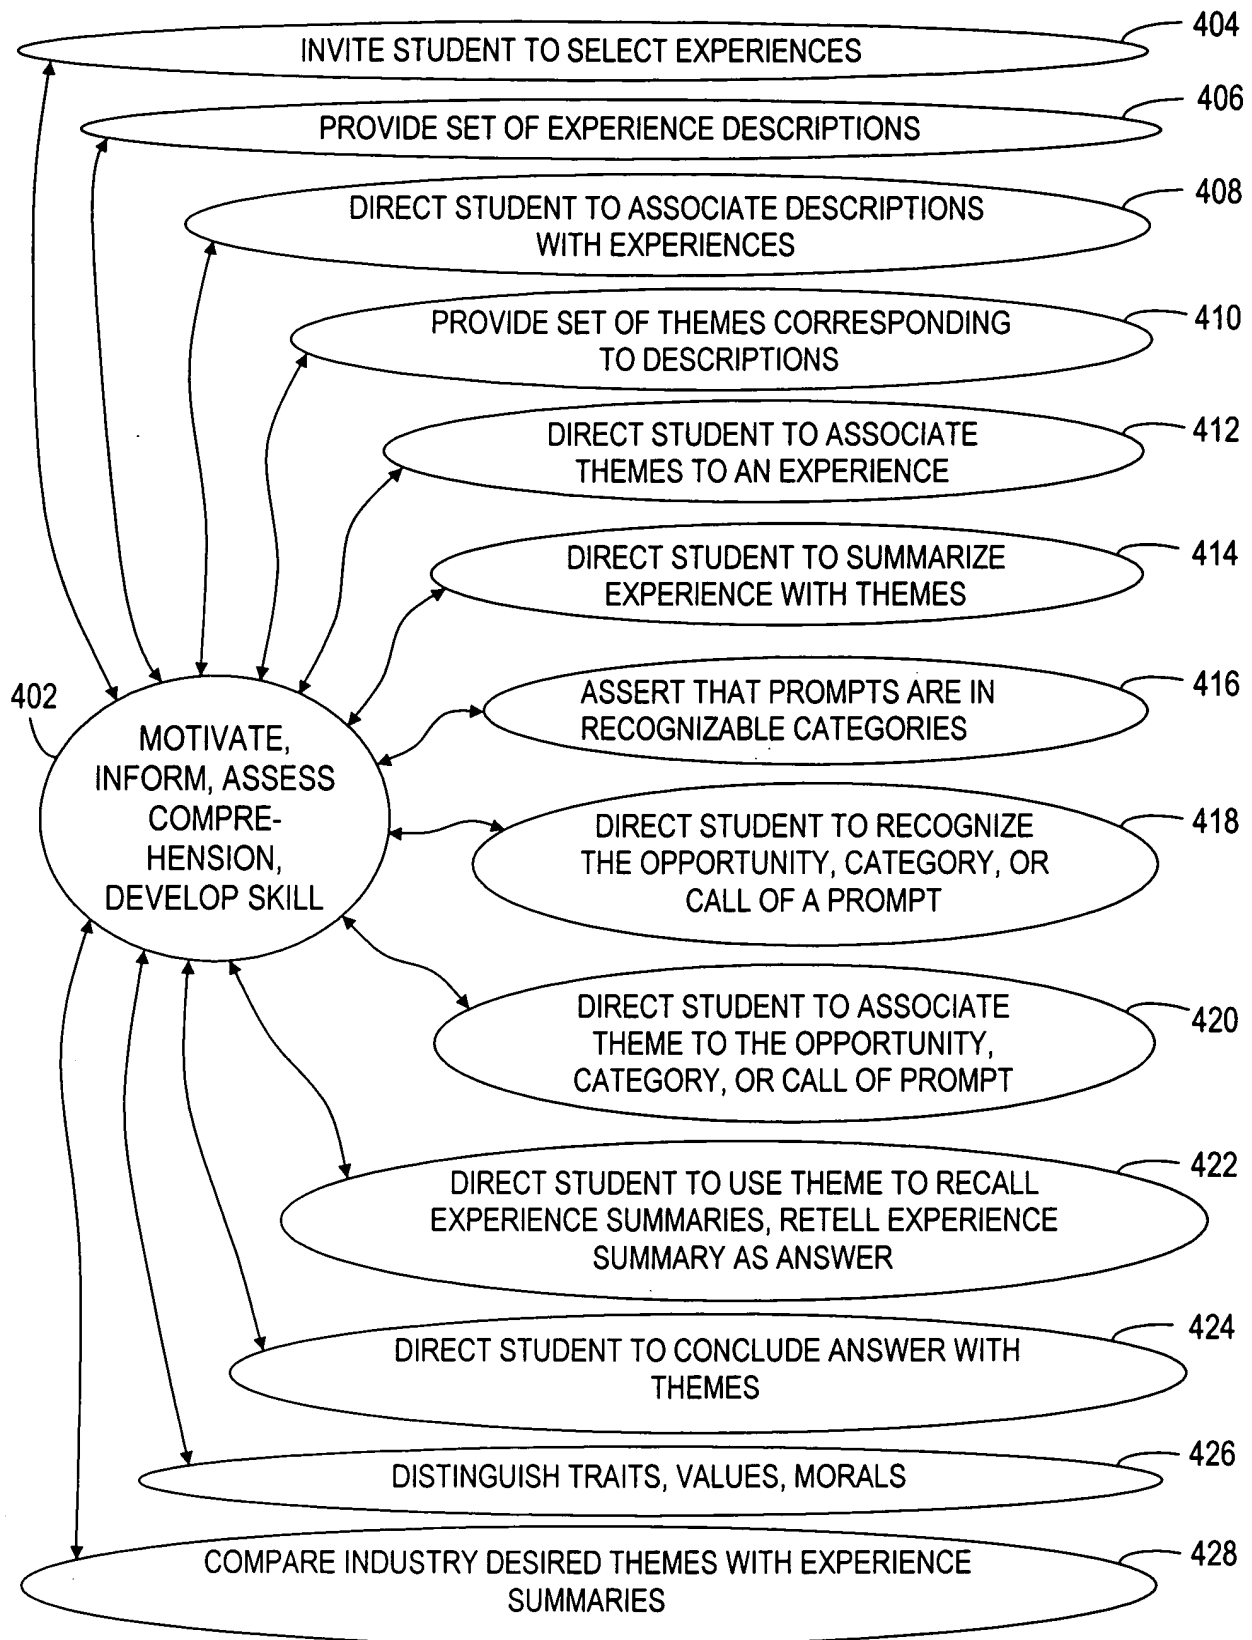 404
INVITE STUDENT TO SELECT EXPERIENCES
406
PROVIDE SET OF EXPERIENCE DESCRIPTIONS
408
DIRECT STUDENT TO ASSOCIATE DESCRIPTIONS
WITH EXPERIENCES
410
PROVIDE SET OF THEMES CORRESPONDING
TO DESCRIPTIONS
412
DIRECT STUDENT TO ASSOCIATE
THEMES TO AN EXPERIENCE
414
DIRECT STUDENT TO SUMMARIZE
EXPERIENCE WITH THEMES
416
ASSERT THAT PROMPTS ARE IN
RECOGNIZABLE CATEGORIES
402
MOTIVATE,
INFORM, ASSESS
COMPRE-
HENSION,
DEVELOP SKILL
418
DIRECT STUDENT TO RECOGNIZE
THE OPPORTUNITY, CATEGORY, OR
CALL OF A PROMPT
420
DIRECT STUDENT TO ASSOCIATE
THEME TO THE OPPORTUNITY,
CATEGORY, OR CALL OF PROMPT
422
DIRECT STUDENT TO USE THEME TO RECALL
EXPERIENCE SUMMARIES, RETELL EXPERIENCE
SUMMARY AS ANSWER
424
DIRECT STUDENT TO CONCLUDE ANSWER WITH
THEMES
426
DISTINGUISH TRAITS, VALUES, MORALS
428
COMPARE INDUSTRY DESIRED THEMES WITH EXPERIENCE
SUMMARIES